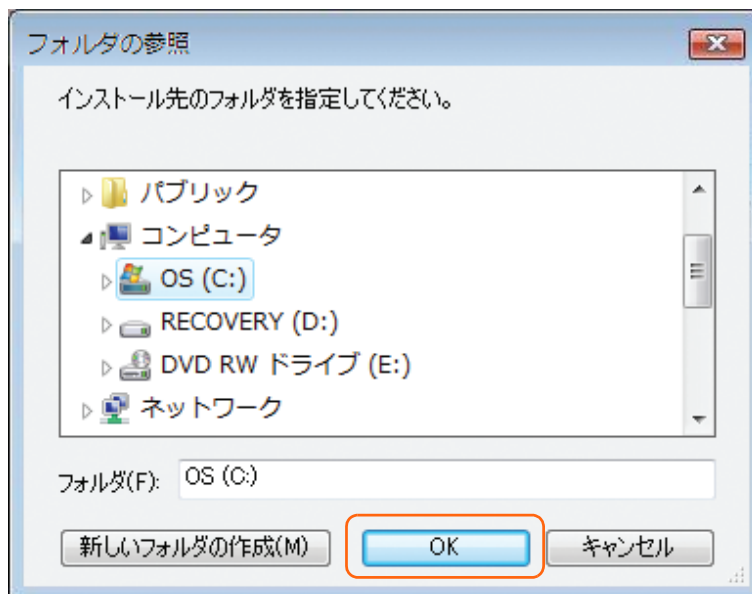 フォルダの参照
インストール先のフォルダを指定してください。
パブリック
コンピュータ
OS (C:)
RECOVERY (D:)
DVD RW ドライブ (E:)
ネットワーク
フォルダ(F): OS (C:)
新しいフォルダの作成(M) OK キャンセル